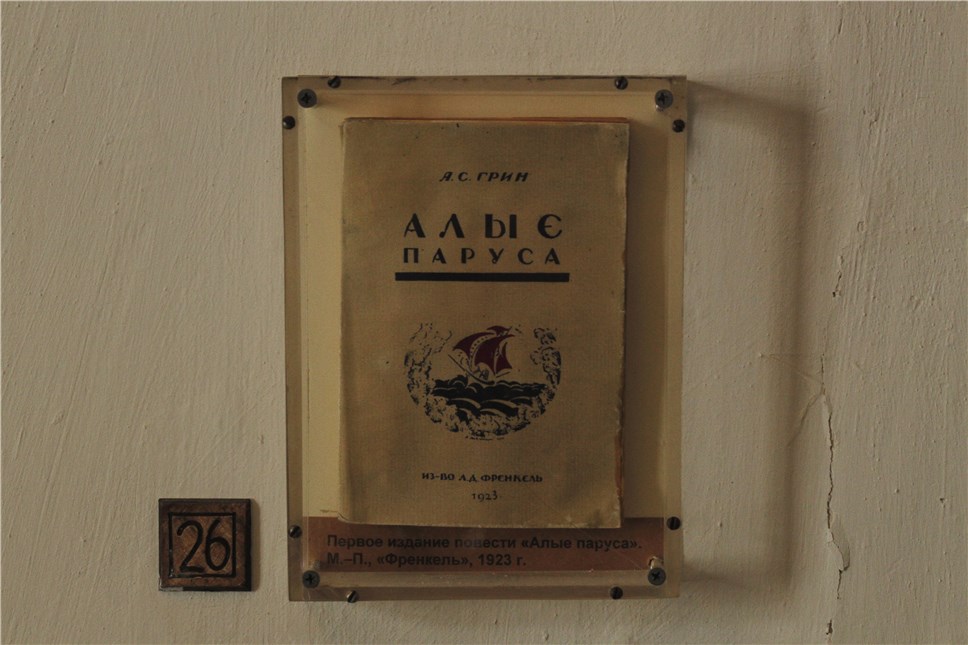 А. С. ГРИН
АЛЫЕ
ПАРУСА
ИЗ-ВО Л.Д. ФРЕНКЕЛЬ
1923
Первое издание повести «Алые паруса».
М.–П., «Френкель», 1923 г.
26